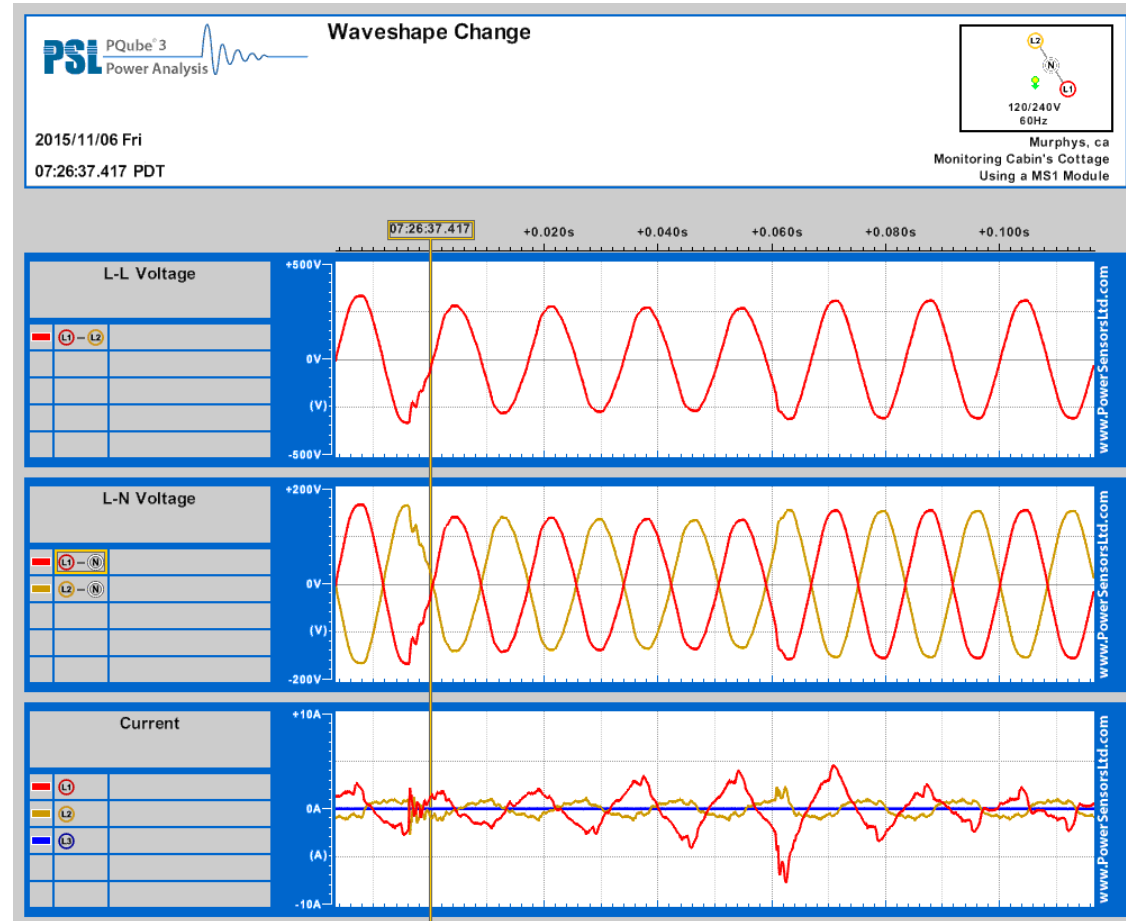 Waveshape Change
PSL PQube® 3
Power Analysis
L2
N
L1
120/240V
60Hz
2015/11/06 Fri
07:26:37.417 PDT
Murphys, ca
Monitoring Cabin's Cottage
Using a MS1 Module
07:26:37.417 +0.020s +0.040s +0.060s +0.080s +0.100s
L-L Voltage
L1 – L2
+500V
0V
(V)
-500V
www.PowerSensorsLtd.com
L-N Voltage
L1 – N
L2 – N
+200V
0V
(V)
-200V
www.PowerSensorsLtd.com
Current
L1
L2
L3
+10A
0A
(A)
-10A
www.PowerSensorsLtd.com